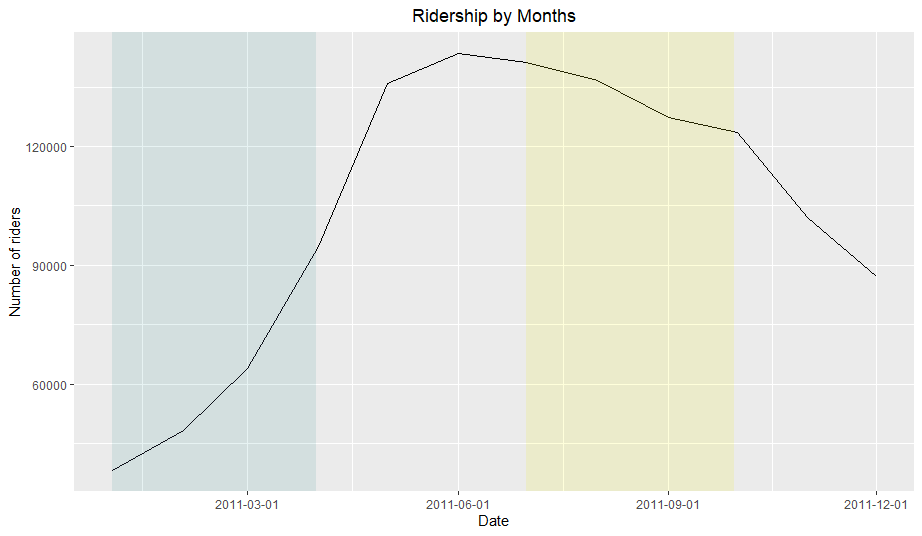 Ridership by Months
Number of riders
120000
90000
60000
2011-03-01
2011-06-01
2011-09-01
2011-12-01
Date